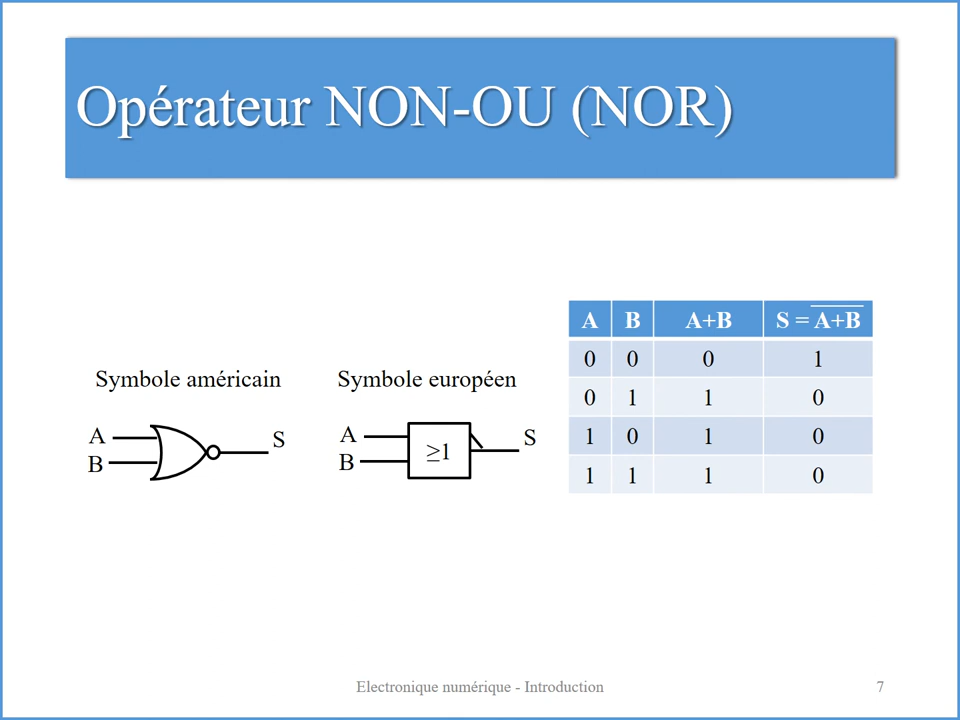 Opérateur NON-OU (NOR)
Symbole américain
A
B
S
Symbole européen
A
B
≥1
S
A B A+B S = A̅+̅B̅
0 0 0 1
0 1 1 0
1 0 1 0
1 1 1 0
Electronique numérique - Introduction
7